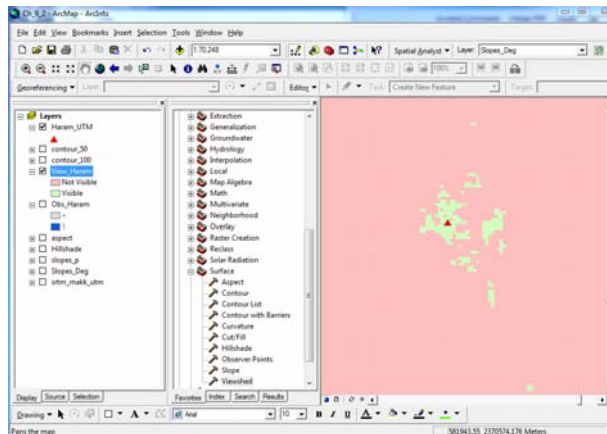 Ch_9_2 - ArcMap - ArcInfo
File Edit View Bookmarks Insert Selection Tools Window Help
1:70,248
Spatial Analyst Layer: Slopes_Deg
100%
Georeferencing Layer:
Editor Task: Create New Feature Target:
Layers
Haram_UTM
contour_50
contour_100
View_Haram
Not Visible
Visible
Obs_Haram
aspect
Hillshade
slopes_p
Slopes_Deg
Display Source Selection
Extraction
Generalization
Groundwater
Hydrology
Interpolation
Local
Map Algebra
Math
Multivariate
Neighborhood
Overlay
Raster Creation
Reclass
Solar Radiation
Surface
Aspect
Contour
Contour List
Contour with Barriers
Curvature
Cut/Fill
Hillshade
Observer Points
Slope
Viewshed
Favorites Index Search Results
Drawing A Arial 10 B I U A
Pans the map
581943.55 2370574.176 Meters